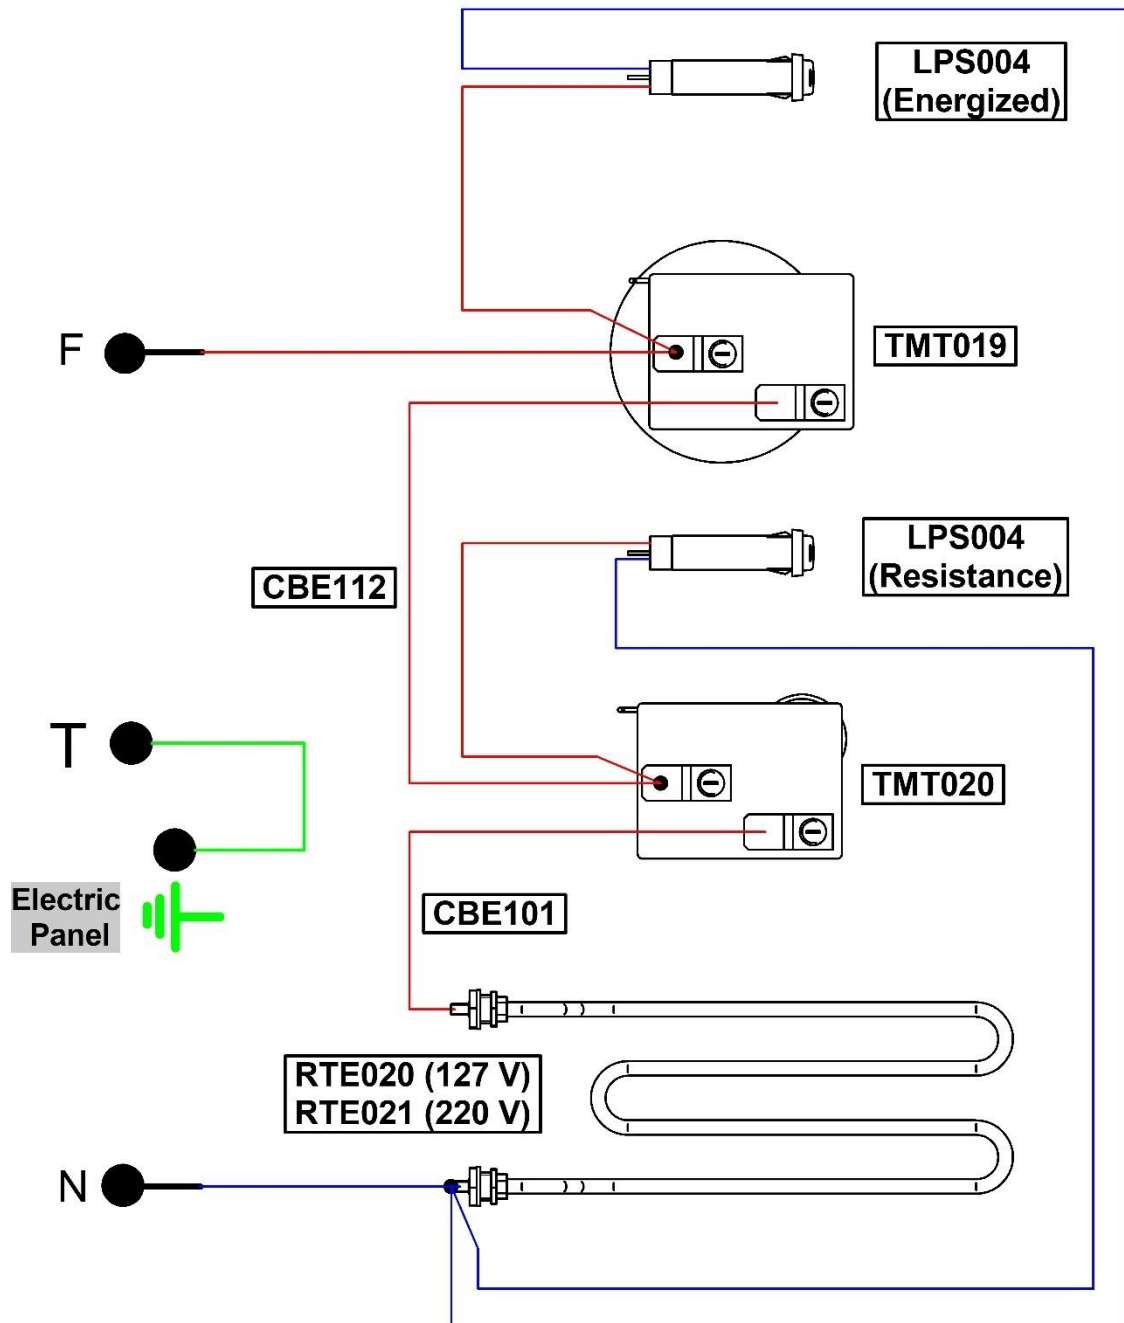 LPS004
(Energized)
F
TMT019
LPS004
(Resistance)
CBE112
T
TMT020
Electric
Panel
CBE101
RTE020 (127 V)
RTE021 (220 V)
N